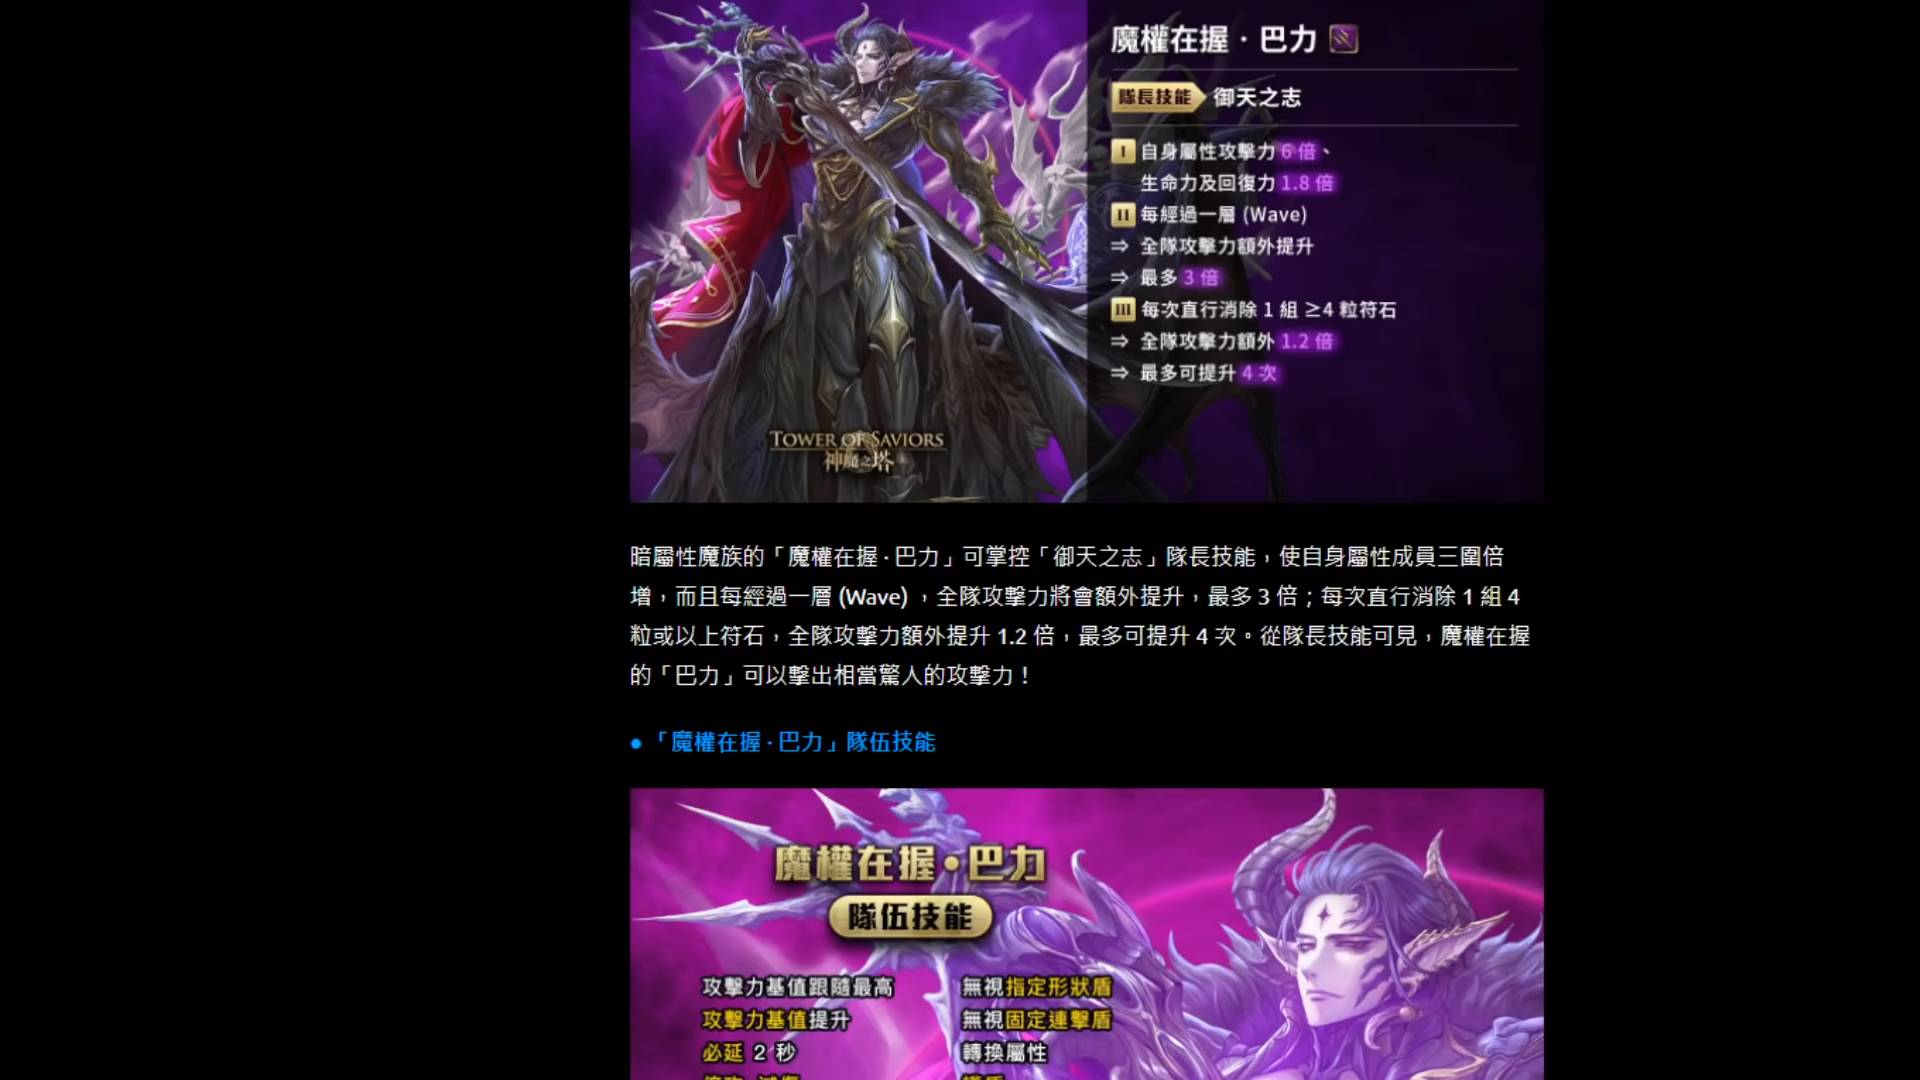 魔權在握‧巴力
隊長技能 御天之志
I 自身屬性攻擊力 6 倍、
生命力及回復力 1.8 倍
II 每經過一層 (Wave)
⇒ 全隊攻擊力額外提升
⇒ 最多 3 倍
III 每次直行消除 1 組 ≥4 粒符石
⇒ 全隊攻擊力額外 1.2 倍
⇒ 最多可提升 4 次
TOWER OF SAVIORS
神魔之塔
暗屬性魔族的「魔權在握‧巴力」可掌控「御天之志」隊長技能，使自身屬性成員三圍倍
增，而且每經過一層 (Wave) ，全隊攻擊力將會額外提升，最多 3 倍；每次直行消除 1 組 4
粒或以上符石，全隊攻擊力額外提升 1.2 倍，最多可提升 4 次。從隊長技能可見，魔權在握
的「巴力」可以擊出相當驚人的攻擊力！
● 「魔權在握‧巴力」隊伍技能
魔權在握•巴力
隊伍技能
攻擊力基值跟隨最高
攻擊力基值提升
必延 2 秒
無視指定形狀盾
無視固定連擊盾
轉換屬性